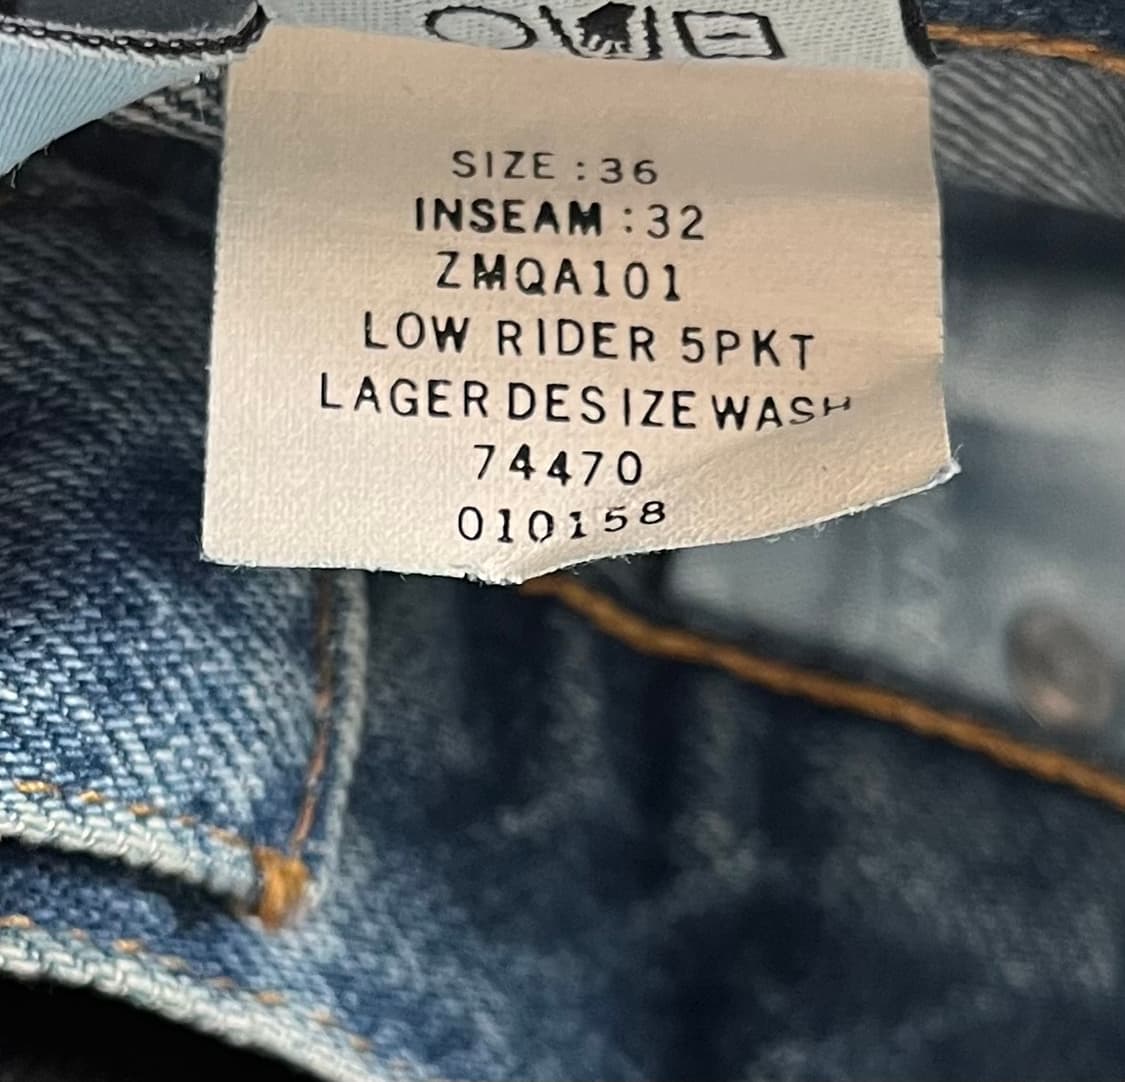 SIZE : 36
INSEAM : 32
ZMQA101
LOW RIDER 5PKT
LAGER DESIZE WASH
74470
010158